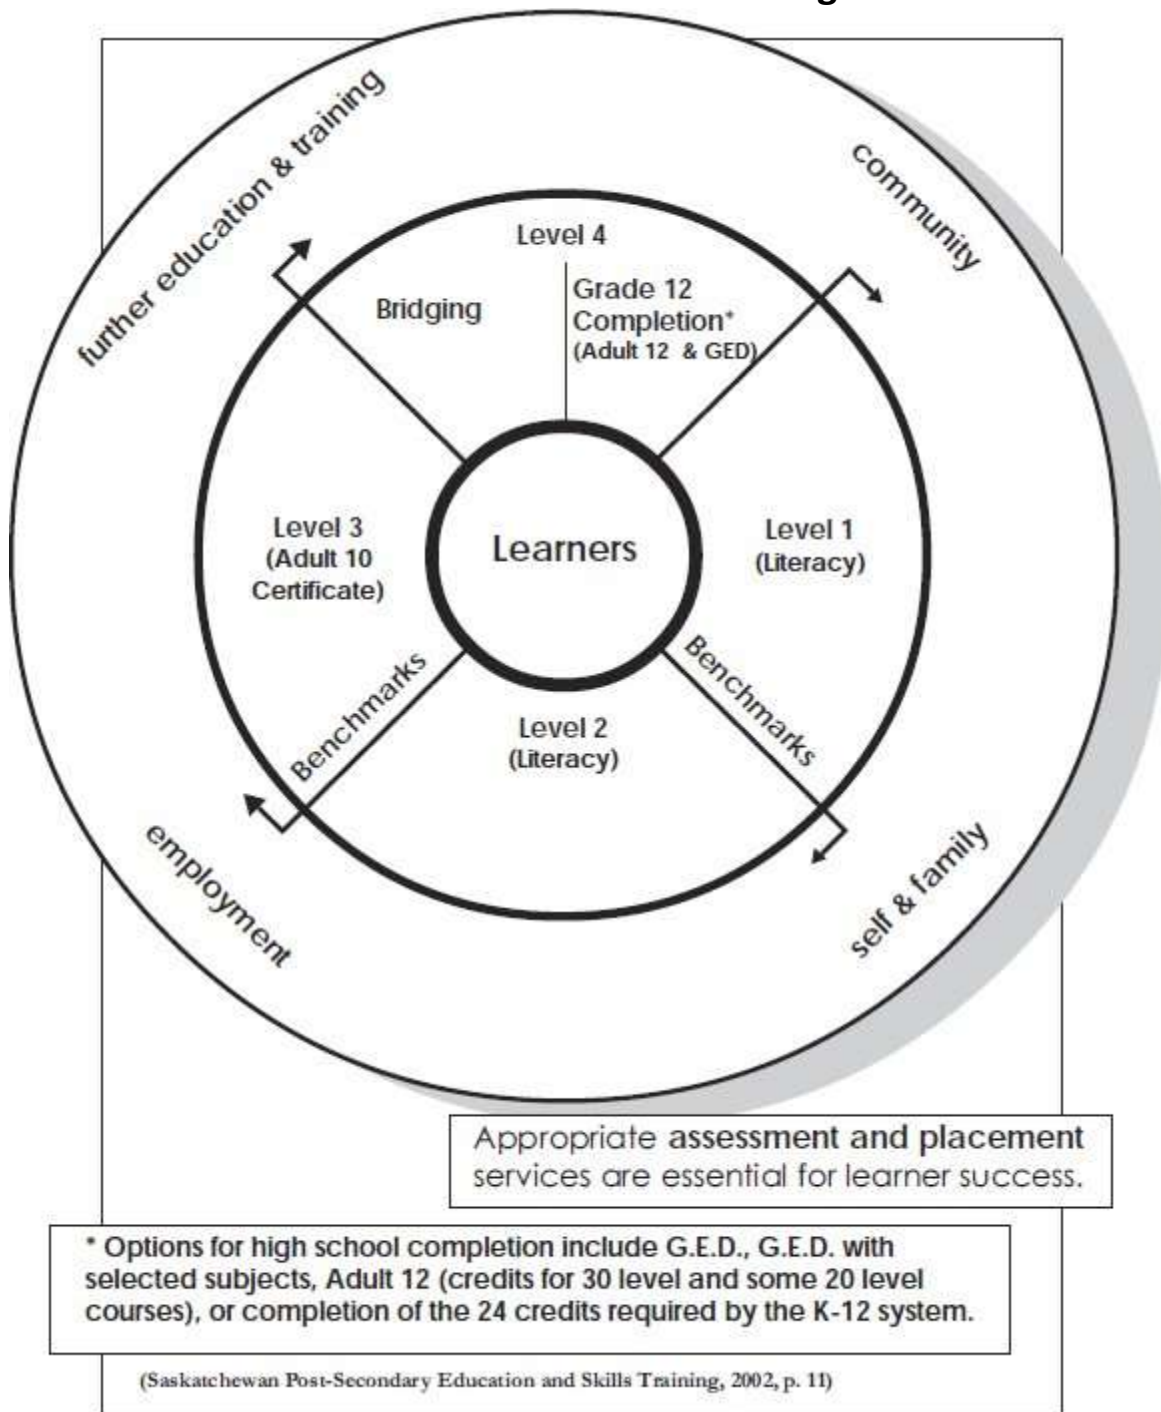 further education & training
community
Level 4
Bridging
Grade 12
Completion*
(Adult 12 & GED)
Level 3
(Adult 10
Certificate)
Learners
Level 1
(Literacy)
Benchmarks
Benchmarks
Level 2
(Literacy)
employment
self & family
Appropriate assessment and placement
services are essential for learner success.
* Options for high school completion include G.E.D., G.E.D. with
selected subjects, Adult 12 (credits for 30 level and some 20 level
courses), or completion of the 24 credits required by the K-12 system.
(Saskatchewan Post-Secondary Education and Skills Training, 2002, p. 11)